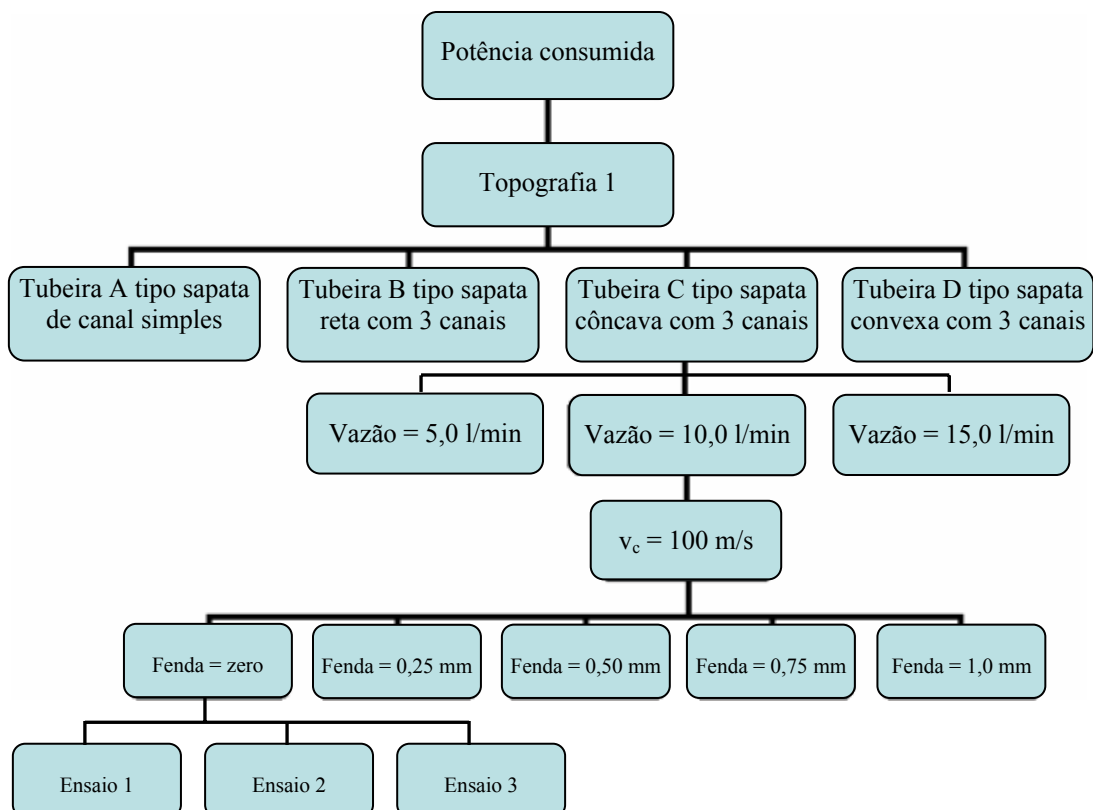 Potência consumida
Topografia 1
Tubeira A tipo sapata
de canal simples
Tubeira B tipo sapata
reta com 3 canais
Tubeira C tipo sapata
côncava com 3 canais
Tubeira D tipo sapata
convexa com 3 canais
Vazão = 5,0 l/min
Vazão = 10,0 l/min
Vazão = 15,0 l/min
vc = 100 m/s
Fenda = zero
Fenda = 0,25 mm
Fenda = 0,50 mm
Fenda = 0,75 mm
Fenda = 1,0 mm
Ensaio 1
Ensaio 2
Ensaio 3